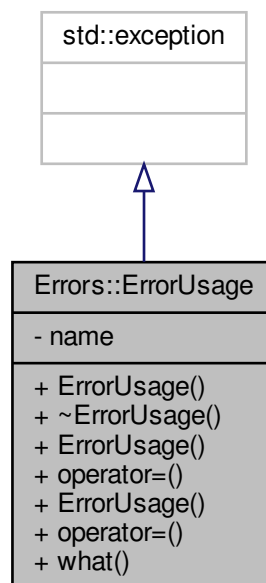 std::exception
Errors::ErrorUsage
- name
+ ErrorUsage()
+ ~ErrorUsage()
+ ErrorUsage()
+ operator=()
+ ErrorUsage()
+ operator=()
+ what()